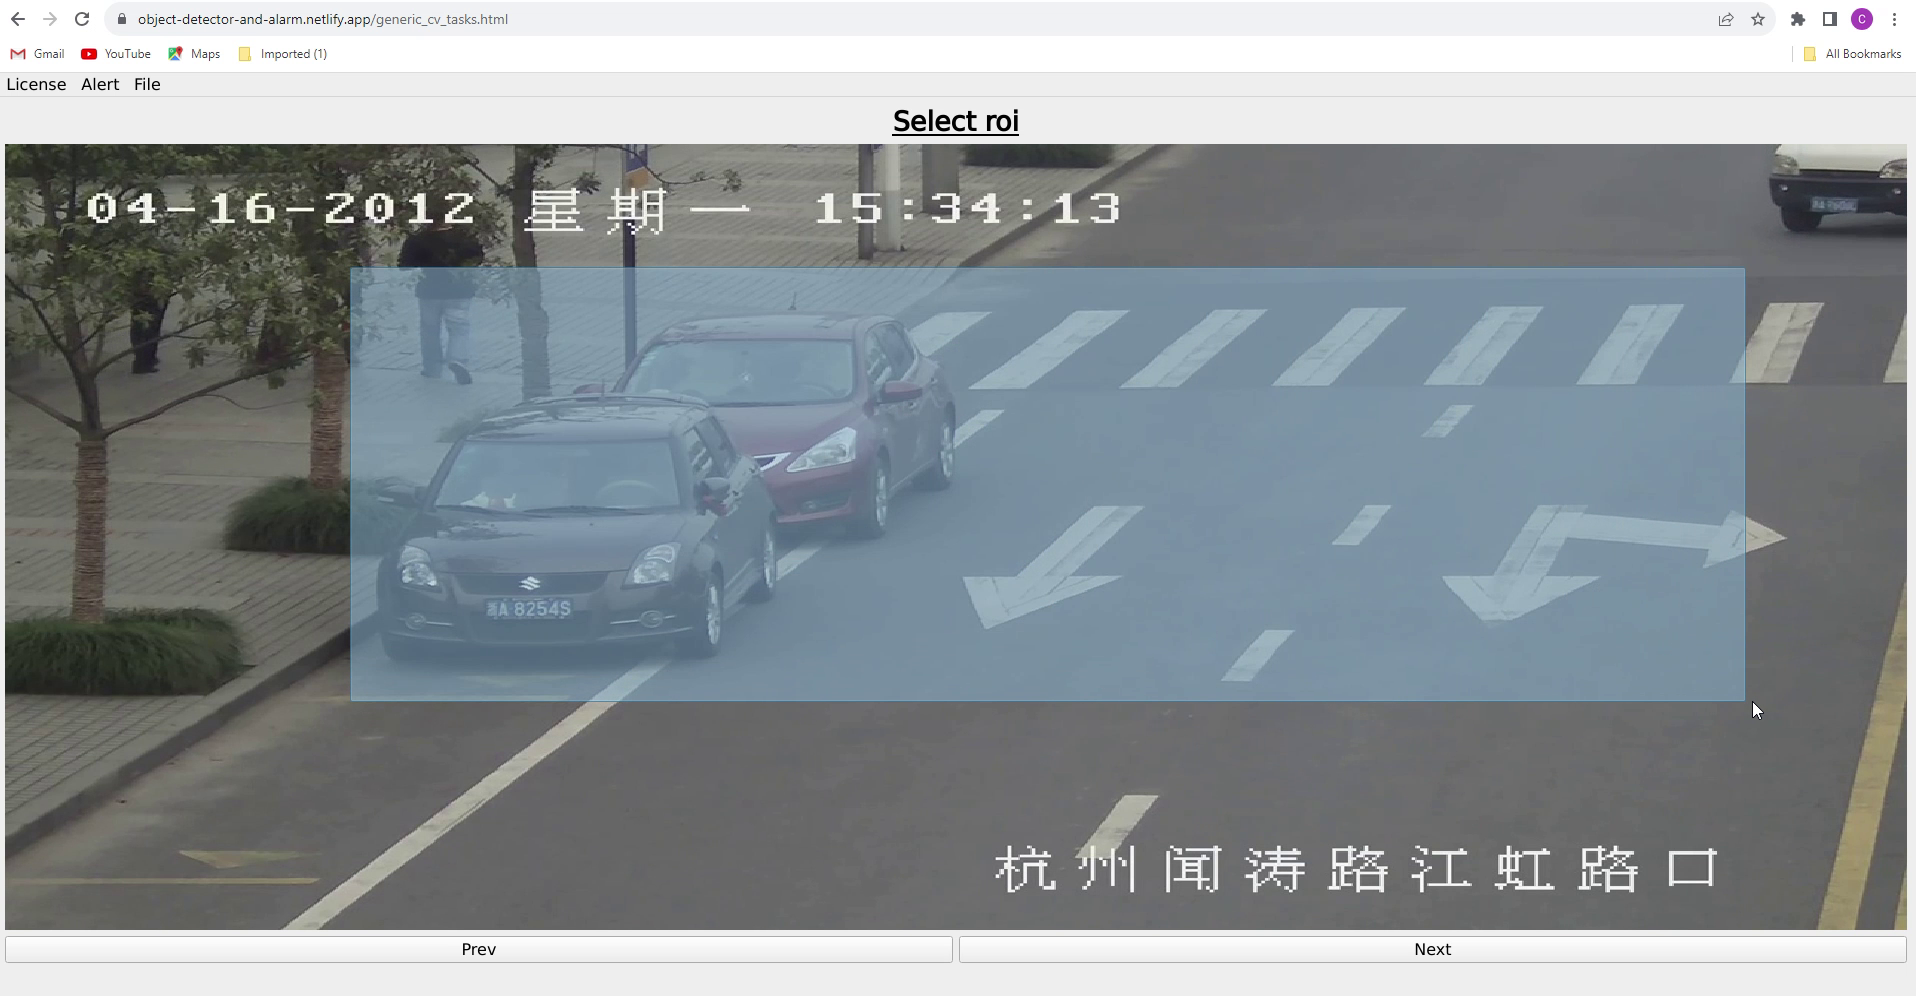 object-detector-and-alarm.netlify.app/generic_cv_tasks.html
C
Gmail YouTube Maps Imported (1) All Bookmarks
License Alert File
Select roi
04-16-2012 星期一 15:34:13
A 8254S
杭州闻涛路江虹路口
Prev Next